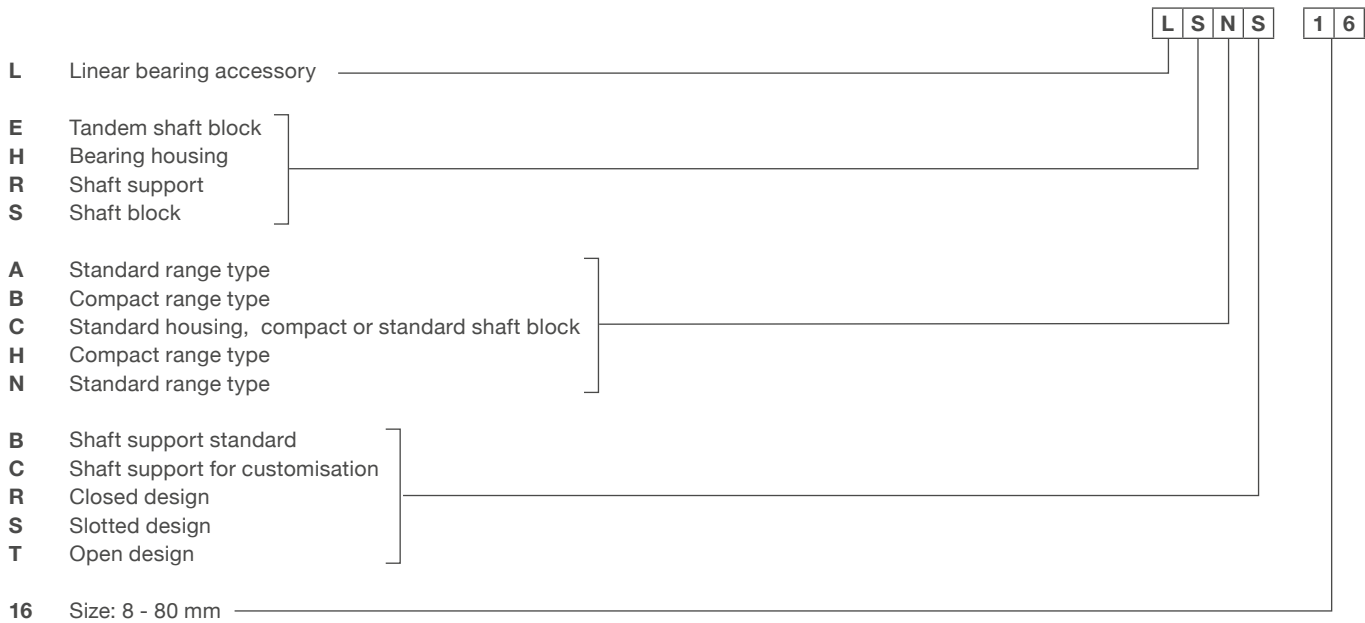 L S N S 1 6
L Linear bearing accessory
E Tandem shaft block
H Bearing housing
R Shaft support
S Shaft block
A Standard range type
B Compact range type
C Standard housing, compact or standard shaft block
H Compact range type
N Standard range type
B Shaft support standard
C Shaft support for customisation
R Closed design
S Slotted design
T Open design
16 Size: 8 - 80 mm